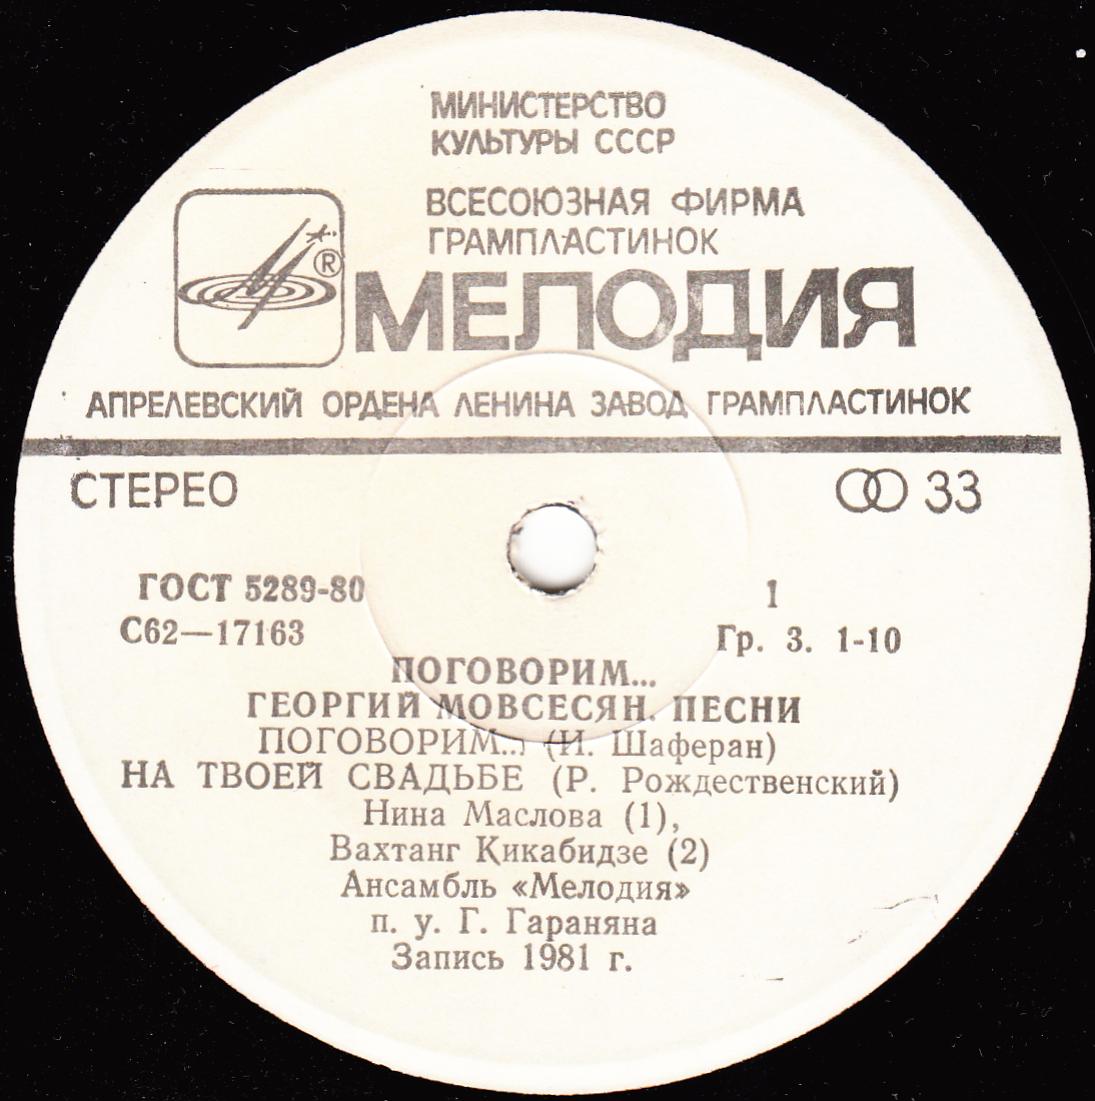 МИНИСТЕРСТВО
КУЛЬТУРЫ СССР
ВСЕСОЮЗНАЯ ФИРМА
ГРАМПЛАСТИНОК
®
МЕЛОДИЯ
АПРЕЛЕВСКИЙ ОРДЕНА ЛЕНИНА ЗАВОД ГРАМПЛАСТИНОК
СТЕРЕО
33
ГОСТ 5289-80
1
С62—17163
Гр. 3. 1-10
ПОГОВОРИМ...
ГЕОРГИЙ МОВСЕСЯН. ПЕСНИ
ПОГОВОРИМ... (И. Шаферан)
НА ТВОЕЙ СВАДЬБЕ (Р. Рождественский)
Нина Маслова (1),
Вахтанг Кикабидзе (2)
Ансамбль «Мелодия»
п. у. Г. Гараняна
Запись 1981 г.